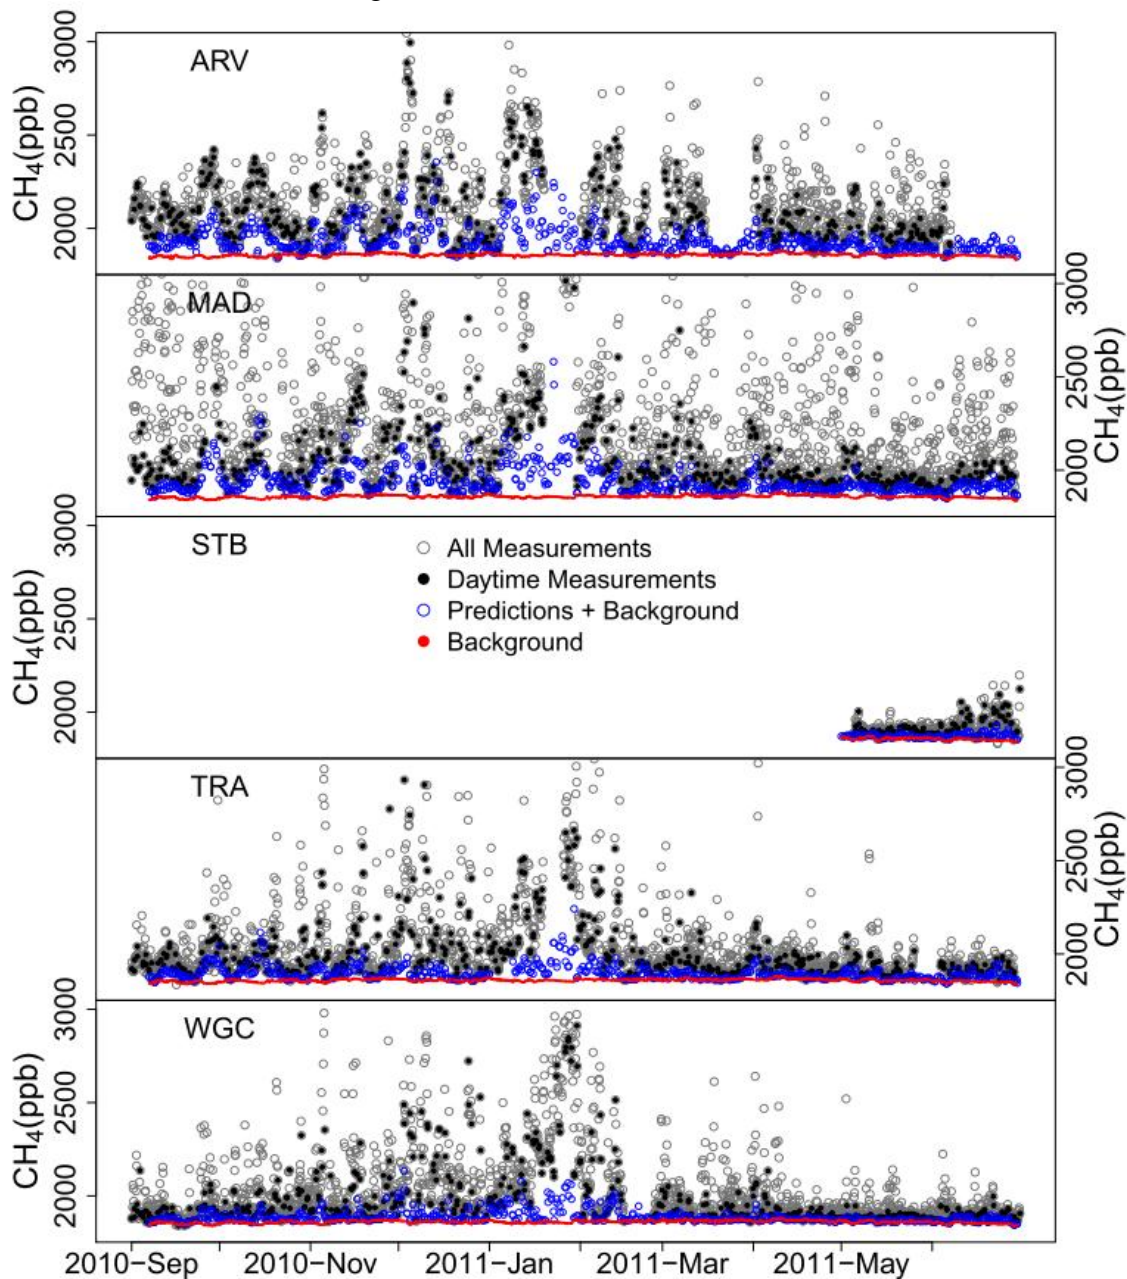 ARV
CH4(ppb)
3000
2500
2000
MAD
3000
2500
2000
CH4(ppb)
STB
CH4(ppb)
3000
2500
2000
All Measurements
Daytime Measurements
Predictions + Background
Background
TRA
3000
2500
2000
CH4(ppb)
WGC
CH4(ppb)
3000
2500
2000
2010-Sep 2010-Nov 2011-Jan 2011-Mar 2011-May